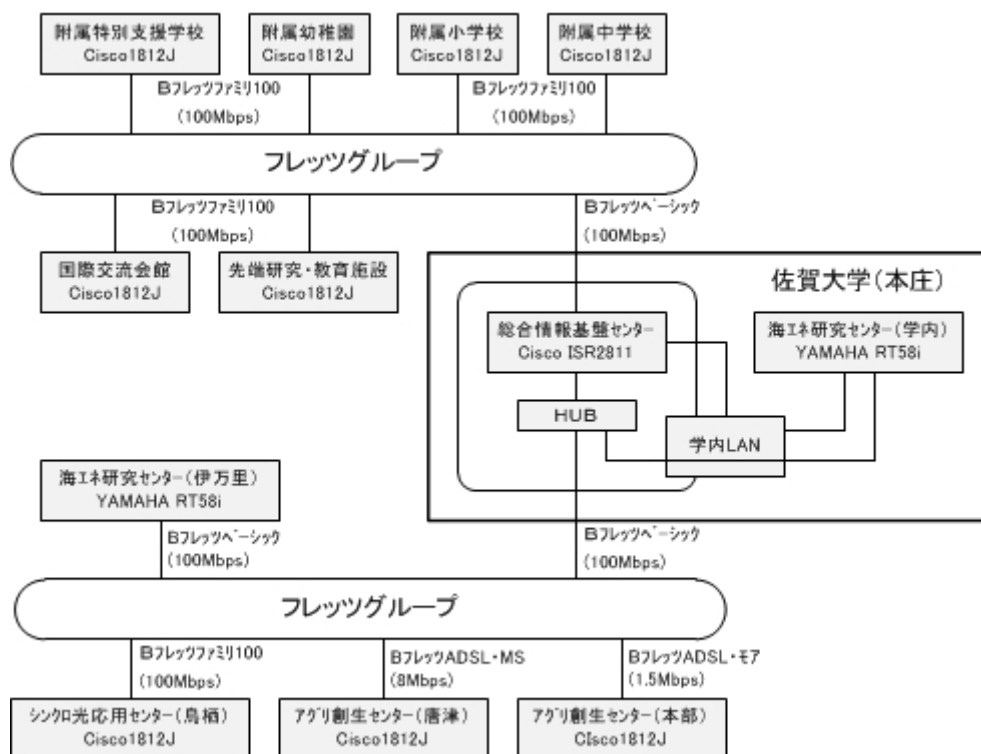 附属特別支援学校
Cisco1812J
附属幼稚園
Cisco1812J
附属小学校
Cisco1812J
附属中学校
Cisco1812J
Bﾌﾚｯﾂﾌｧﾐﾘ100
(100Mbps)
Bﾌﾚｯﾂﾌｧﾐﾘ100
(100Mbps)
フレッツグループ
Bﾌﾚｯﾂﾌｧﾐﾘ100
(100Mbps)
Bﾌﾚｯﾂﾍﾞｰｼｯｸ
(100Mbps)
国際交流会館
Cisco1812J
先端研究・教育施設
Cisco1812J
佐賀大学(本庄)
総合情報基盤ｾﾝﾀｰ
Cisco ISR2811
海ｴﾈ研究ｾﾝﾀｰ(学内)
YAMAHA RT58i
HUB
学内LAN
海ｴﾈ研究ｾﾝﾀｰ(伊万里)
YAMAHA RT58i
Bﾌﾚｯﾂﾍﾞｰｼｯｸ
(100Mbps)
Bﾌﾚｯﾂﾍﾞｰｼｯｸ
(100Mbps)
フレッツグループ
Bﾌﾚｯﾂﾌｧﾐﾘ100
(100Mbps)
BﾌﾚｯﾂADSL・MS
(8Mbps)
BﾌﾚｯﾂADSL・ﾓｱ
(1.5Mbps)
ｼﾝｸﾛ光応用ｾﾝﾀｰ(鳥栖)
Cisco1812J
ｱｸﾞﾘ創生ｾﾝﾀｰ(唐津)
Cisco1812J
ｱｸﾞﾘ創生ｾﾝﾀｰ(本部)
CIsco1812J